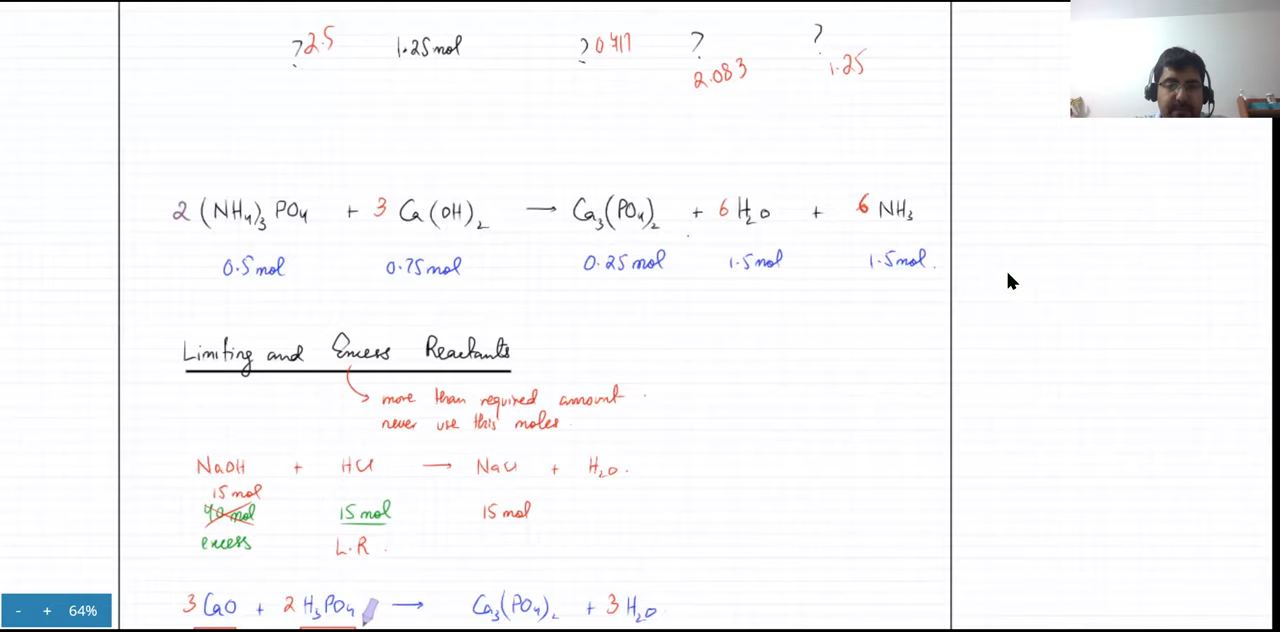 ? 2.5 1.25 mol ? 0.417 ? ?
2.083 1.25
2 (NH₄)₃ PO₄ + 3 Ca(OH)₂ → Ca₃(PO₄)₂ + 6 H₂O + 6 NH₃
0.5 mol 0.75 mol 0.25 mol 1.5 mol 1.5 mol.
Limiting and Excess Reactants
more than required amount.
never use this moles.
NaOH + HCl → NaCl + H₂O.
15 mol
40 mol 15 mol 15 mol
excess L.R.
3 CaO + 2 H₃PO₄ → Ca₃(PO₄)₂ + 3 H₂O
- + 64%